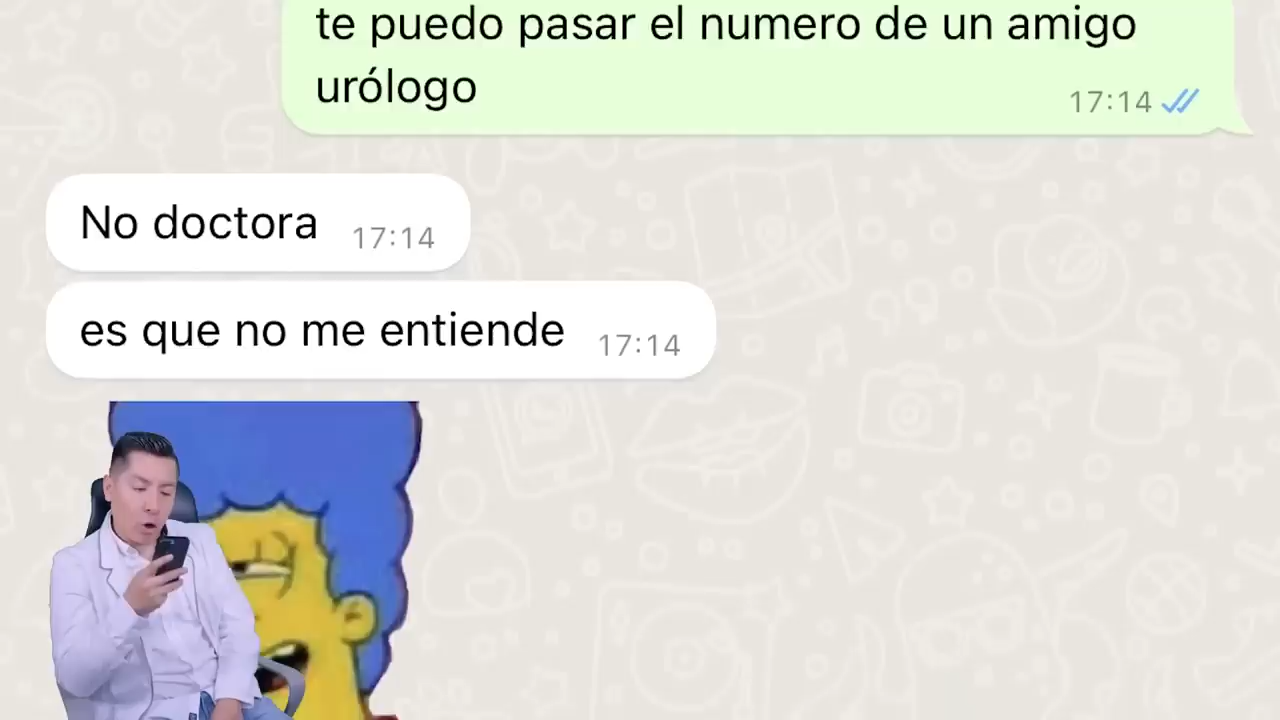 te puedo pasar el numero de un amigo
urólogo
17:14
No doctora 17:14
es que no me entiende 17:14